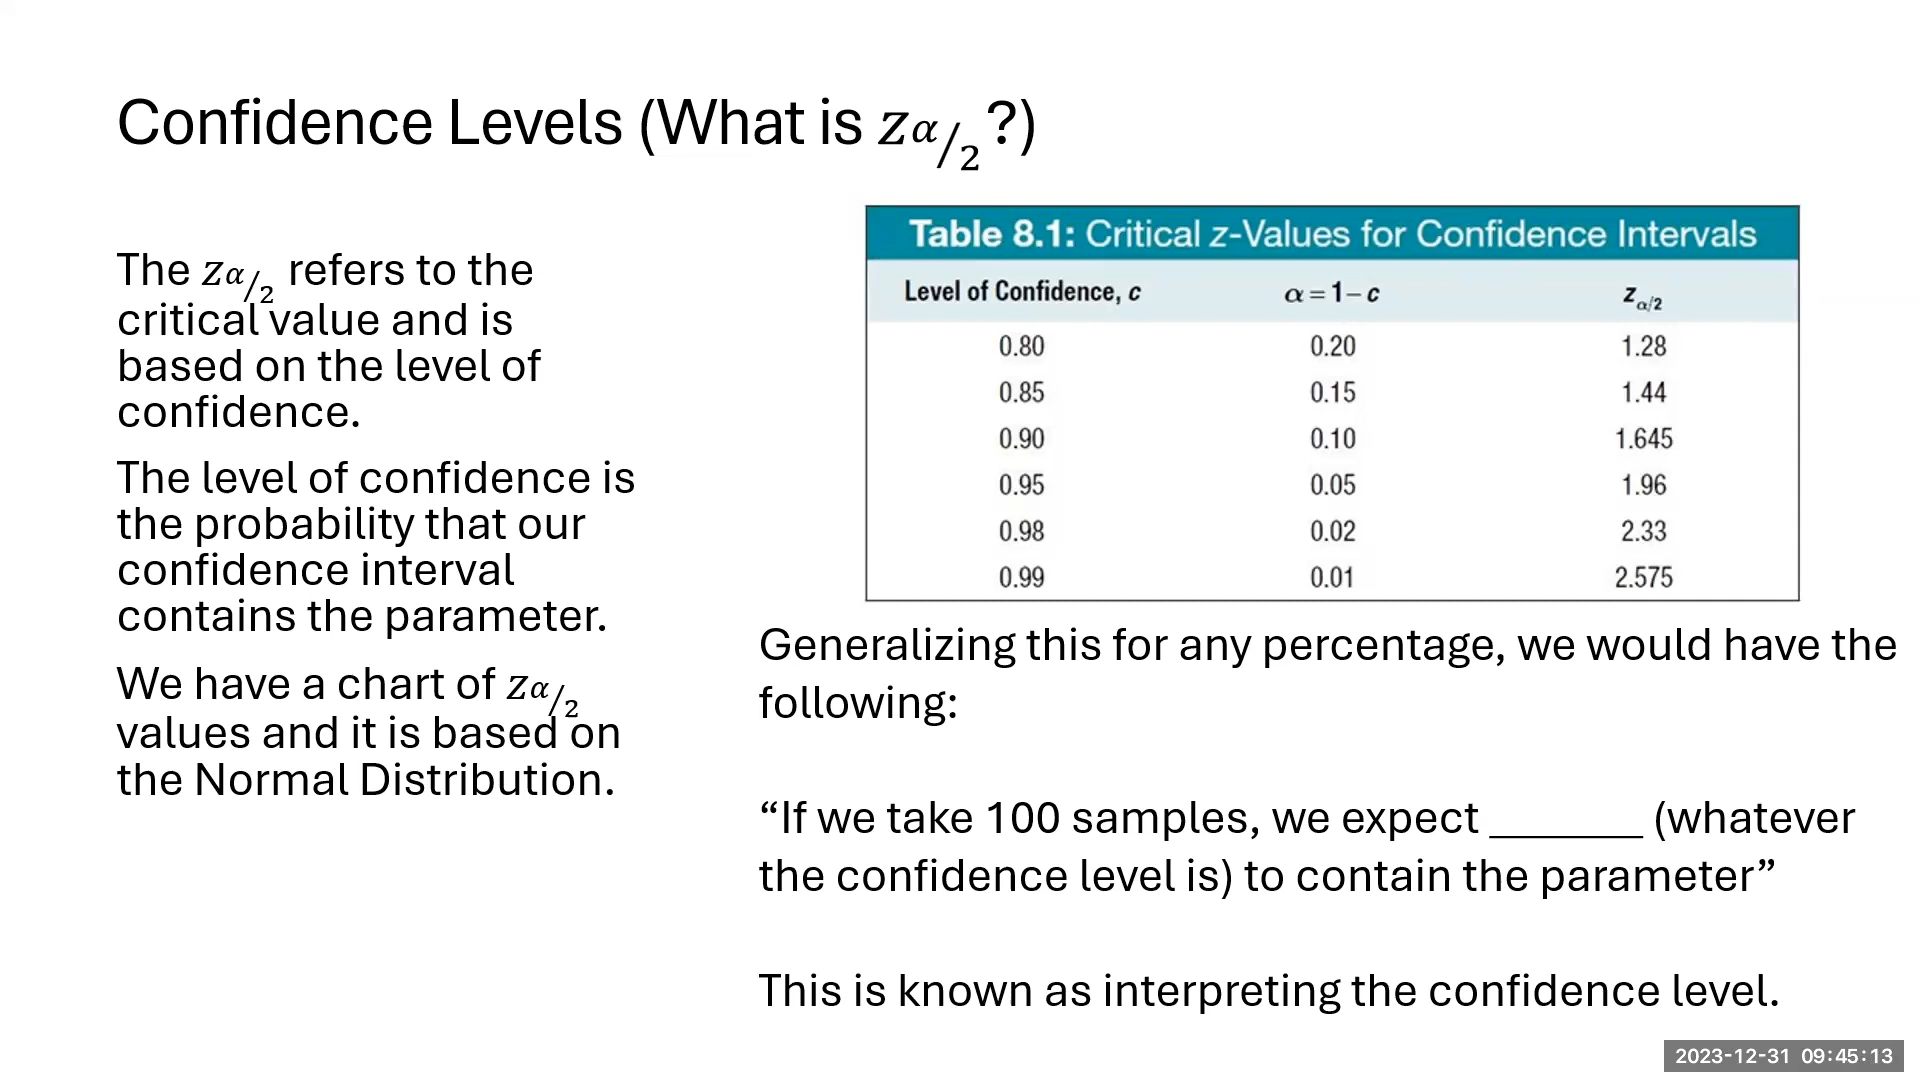 Confidence Levels (What is z α/2 ?)
The z α/2 refers to the
critical value and is
based on the level of
confidence.
The level of confidence is
the probability that our
confidence interval
contains the parameter.
We have a chart of z α/2
values and it is based on
the Normal Distribution.
Table 8.1: Critical z-Values for Confidence Intervals
Level of Confidence, c α = 1 – c z α/2
0.80 0.20 1.28
0.85 0.15 1.44
0.90 0.10 1.645
0.95 0.05 1.96
0.98 0.02 2.33
0.99 0.01 2.575
Generalizing this for any percentage, we would have the
following:
“If we take 100 samples, we expect _______ (whatever
the confidence level is) to contain the parameter”
This is known as interpreting the confidence level.
2023-12-31 09:45:13